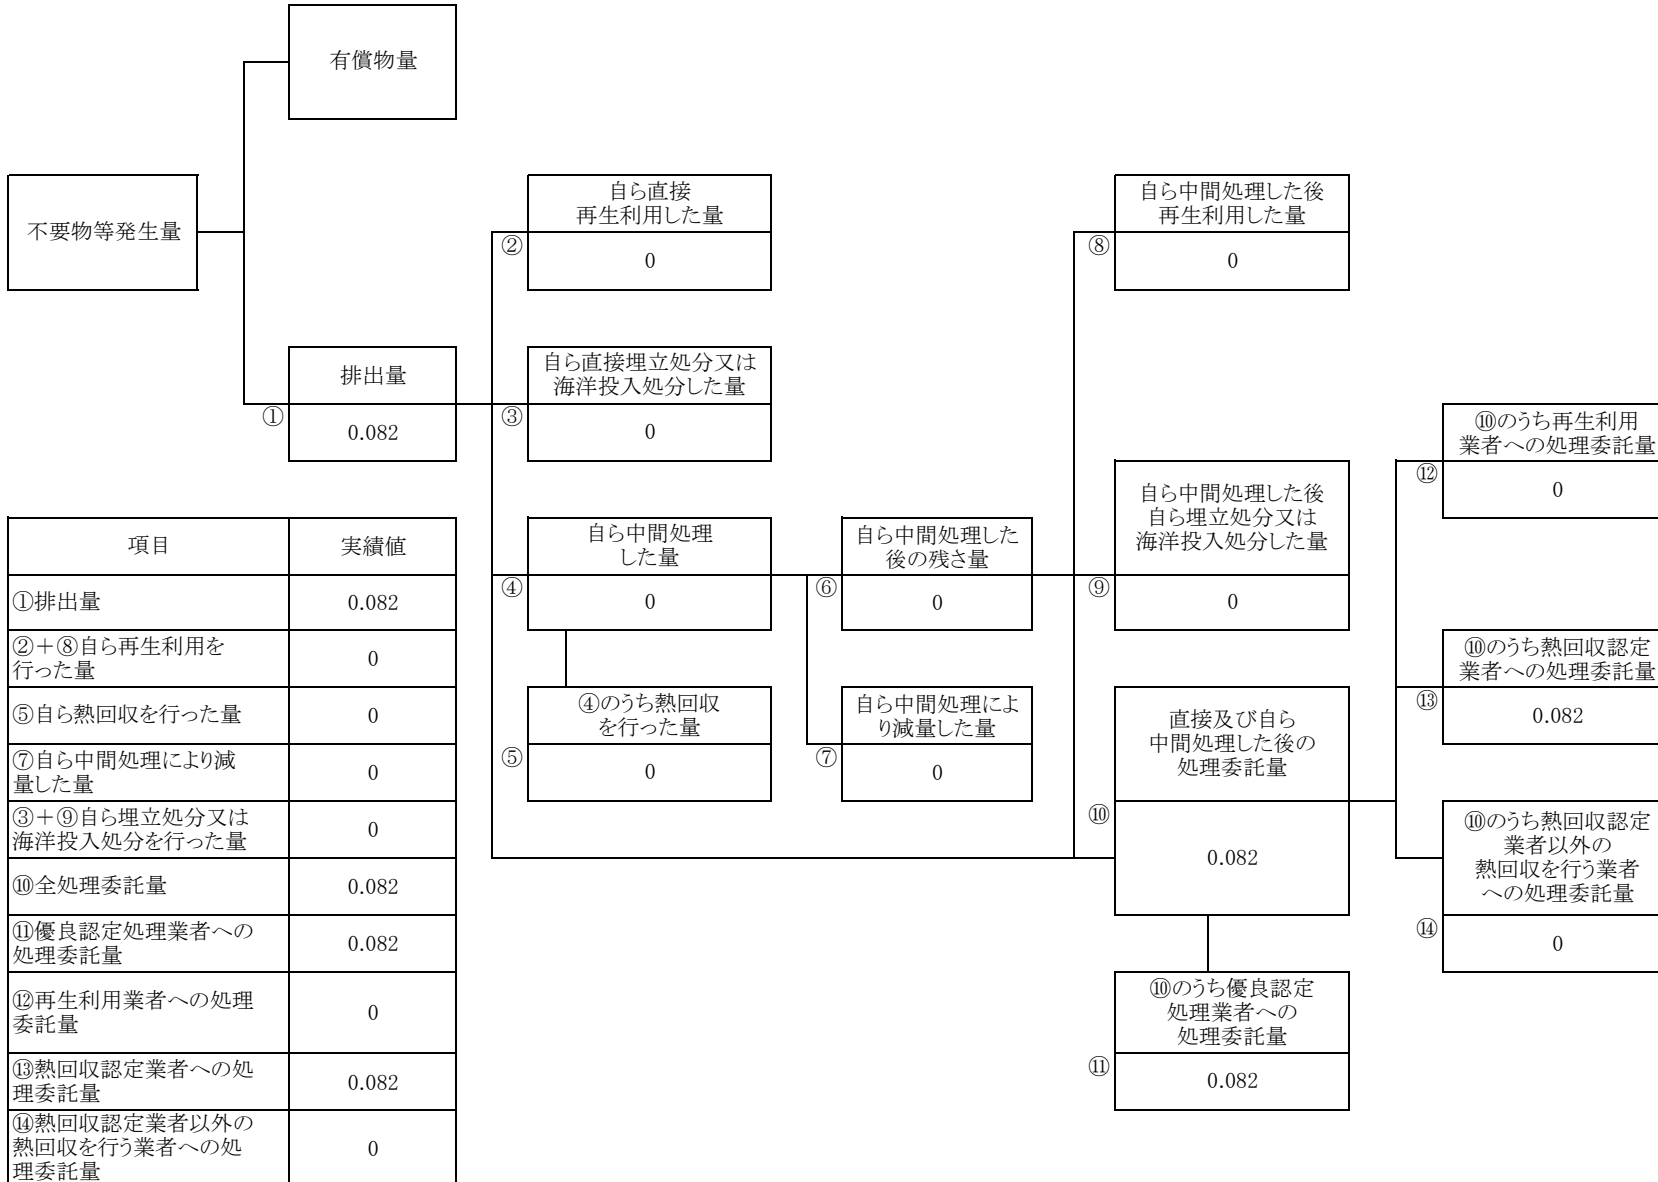 有償物量
不要物等発生量
自ら直接
再生利用した量
②
0
自ら中間処理した後
再生利用した量
⑧
0
排出量
①
0.082
自ら直接埋立処分又は
海洋投入処分した量
③
0
⑩のうち再生利用
業者への処理委託量
⑫
0
自ら中間処理
した量
④
0
自ら中間処理した
後の残さ量
⑥
0
自ら中間処理した後
自ら埋立処分又は
海洋投入処分した量
⑨
0
⑩のうち熱回収認定
業者への処理委託量
⑬
0.082
④のうち熱回収
を行った量
⑤
0
自ら中間処理によ
り減量した量
⑦
0
直接及び自ら
中間処理した後の
処理委託量
⑩
0.082
⑩のうち熱回収認定
業者以外の
熱回収を行う業者
への処理委託量
⑭
0
⑩のうち優良認定
処理業者への
処理委託量
⑪
0.082
項目
実績値
①排出量
0.082
②+⑧自ら再生利用を
行った量
0
⑤自ら熱回収を行った量
0
⑦自ら中間処理により減
量した量
0
③+⑨自ら埋立処分又は
海洋投入処分を行った量
0
⑩全処理委託量
0.082
⑪優良認定処理業者への
処理委託量
0.082
⑫再生利用業者への処理
委託量
0
⑬熱回収認定業者への処
理委託量
0.082
⑭熱回収認定業者以外の
熱回収を行う業者への処
理委託量
0